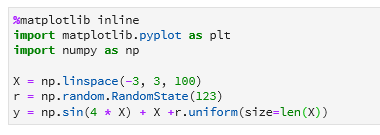 %matplotlib inline
import matplotlib.pyplot as plt
import numpy as np
X = np.linspace(-3, 3, 100)
r = np.random.RandomState(123)
y = np.sin(4 * X) + X +r.uniform(size=len(X))